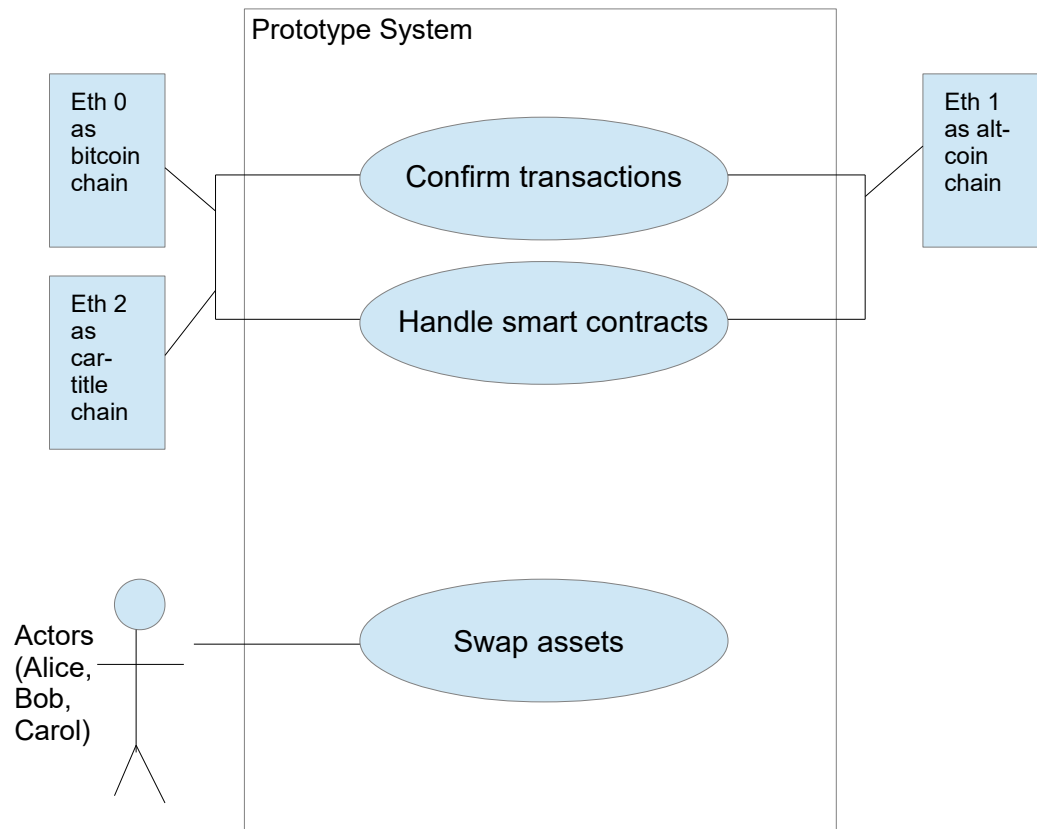 Prototype System
Eth 0
as
bitcoin
chain
Confirm transactions
Eth 1
as alt-
coin
chain
Eth 2
as
car-
title
chain
Handle smart contracts
Actors
(Alice,
Bob,
Carol)
Swap assets